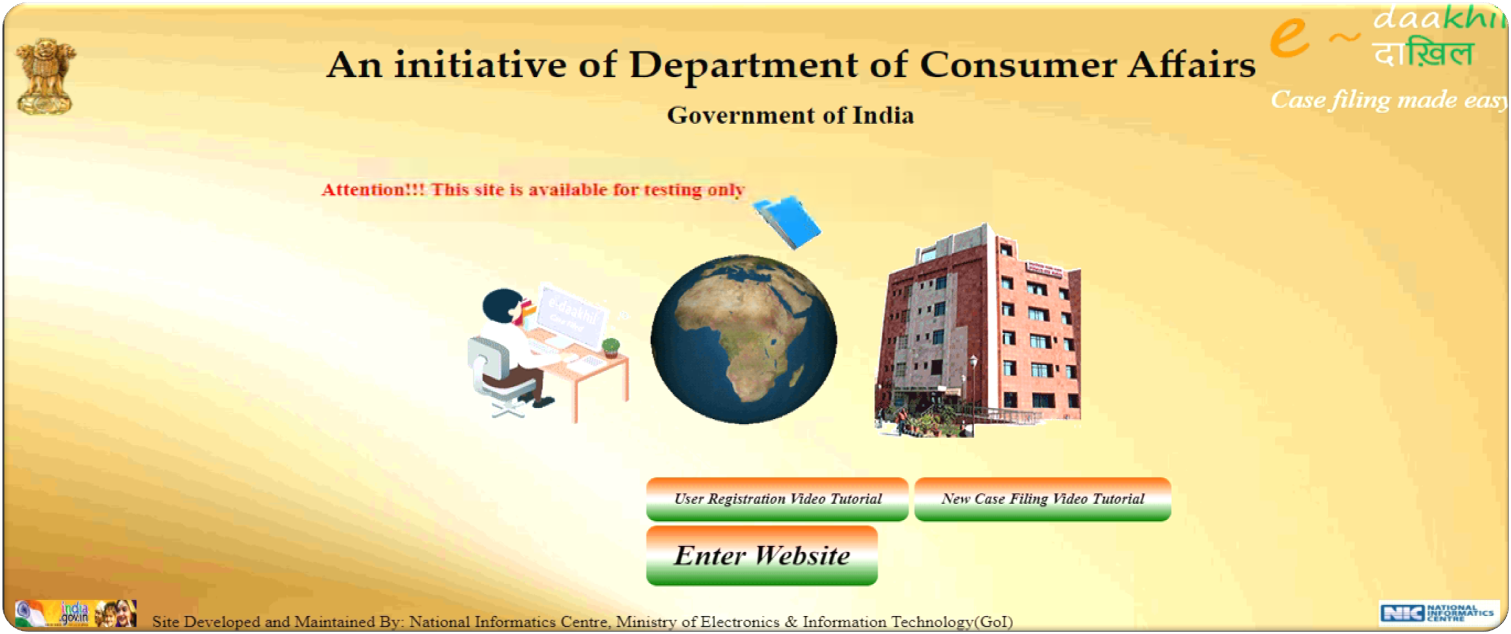 e ~ daakhil
दाख़िल
An initiative of Department of Consumer Affairs
Case filing made easy
Government of India
Attention!!! This site is available for testing only
e-daakhil
User Registration Video Tutorial
New Case Filing Video Tutorial
Enter Website
india
.gov.in
Site Developed and Maintained By: National Informatics Centre, Ministry of Electronics & Information Technology(GoI)
NIC NATIONAL
INFORMATICS
CENTRE